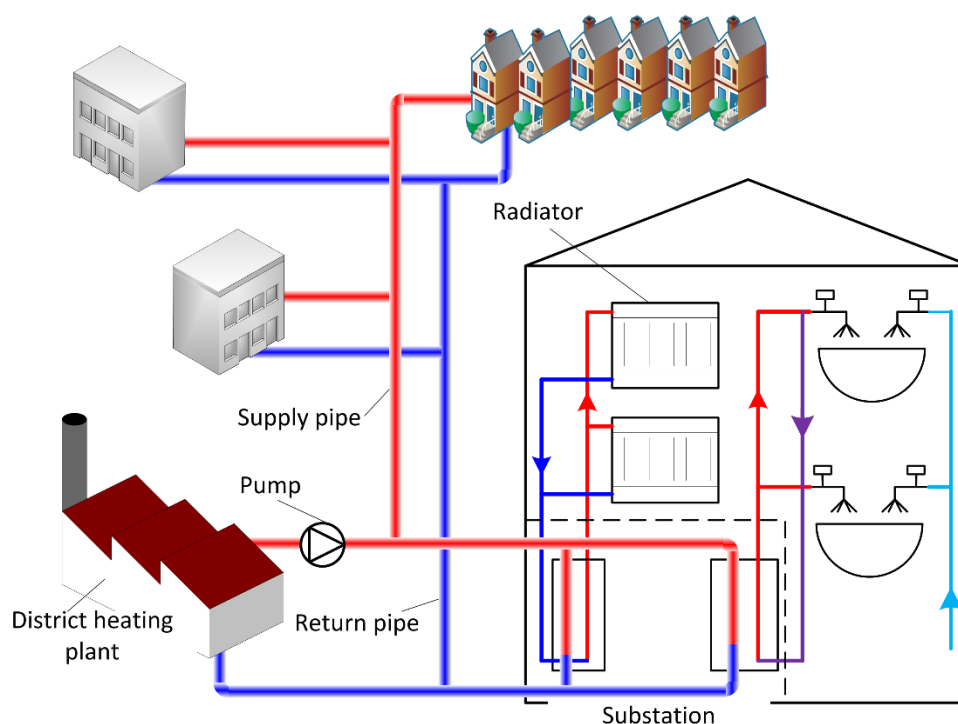 Radiator
Supply pipe
Pump
District heating
plant
Return pipe
Substation